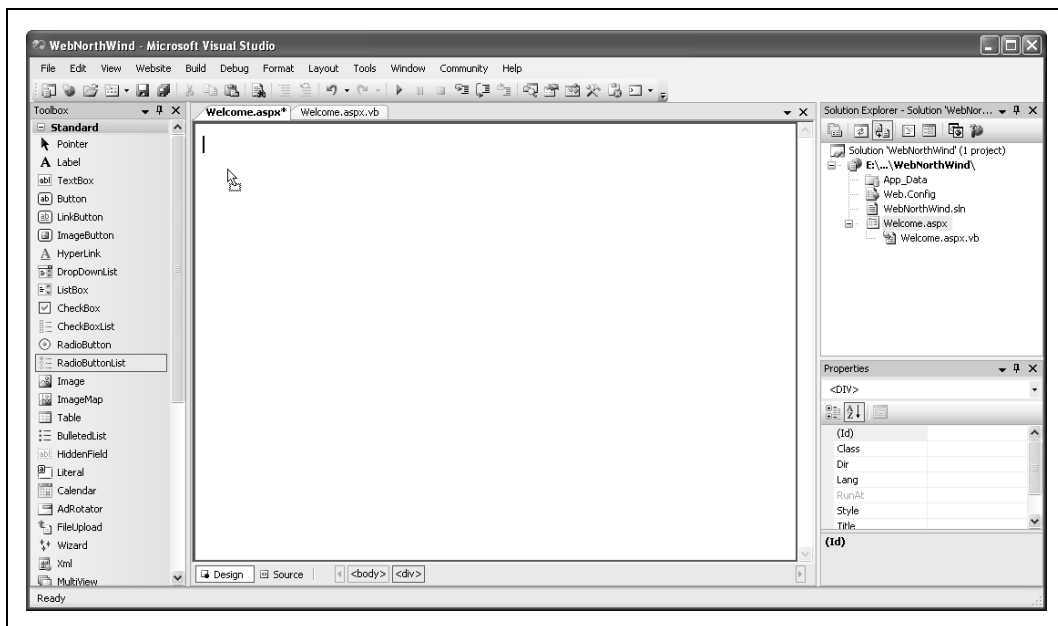 WebNorthWind - Microsoft Visual Studio
File Edit View Website Build Debug Format Layout Tools Window Community Help
Toolbox
Standard
Pointer
A Label
abl TextBox
ab Button
ab LinkButton
ImageButton
A HyperLink
DropDownList
ListBox
CheckBox
CheckBoxList
RadioButton
RadioButtonList
Image
ImageMap
Table
BulletedList
abl HiddenField
Literal
Calendar
AdRotator
FileUpload
Wizard
Xml
MultiView
Welcome.aspx* Welcome.aspx.vb
Design Source <body> <div>
Solution Explorer - Solution 'WebNor...
Solution 'WebNorthWind' (1 project)
E:\...\WebNorthWind\
App_Data
Web.Config
WebNorthWind.sln
Welcome.aspx
Welcome.aspx.vb
Properties
<DIV>
(Id)
Class
Dir
Lang
RunAt
Style
Title
(Id)
Ready